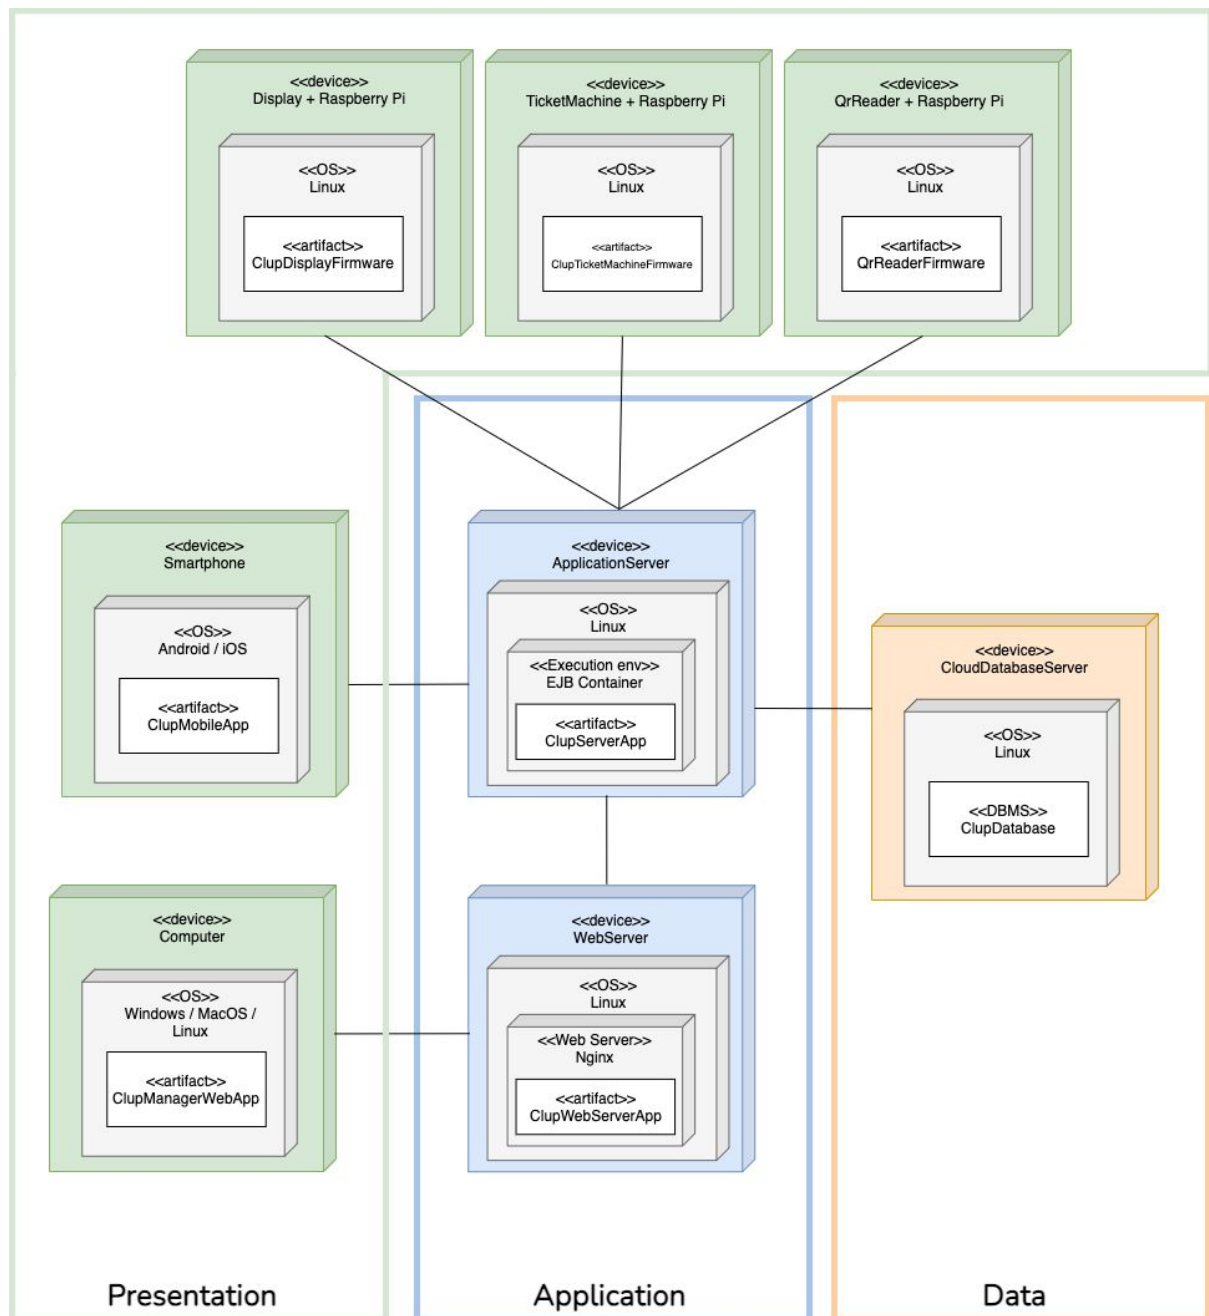 <<device>>
Display + Raspberry Pi
<<OS>>
Linux
<<artifact>>
ClupDisplayFirmware
<<device>>
TicketMachine + Raspberry Pi
<<OS>>
Linux
<<artifact>>
ClupTicketMachineFirmware
<<device>>
QrReader + Raspberry Pi
<<OS>>
Linux
<<artifact>>
QrReaderFirmware
<<device>>
Smartphone
<<OS>>
Android / iOS
<<artifact>>
ClupMobileApp
<<device>>
ApplicationServer
<<OS>>
Linux
<<Execution env>>
EJB Container
<<artifact>>
ClupServerApp
<<device>>
CloudDatabaseServer
<<OS>>
Linux
<<DBMS>>
ClupDatabase
<<device>>
Computer
<<OS>>
Windows / MacOS /
Linux
<<artifact>>
ClupManagerWebApp
<<device>>
WebServer
<<OS>>
Linux
<<Web Server>>
Nginx
<<artifact>>
ClupWebServerApp
Presentation
Application
Data